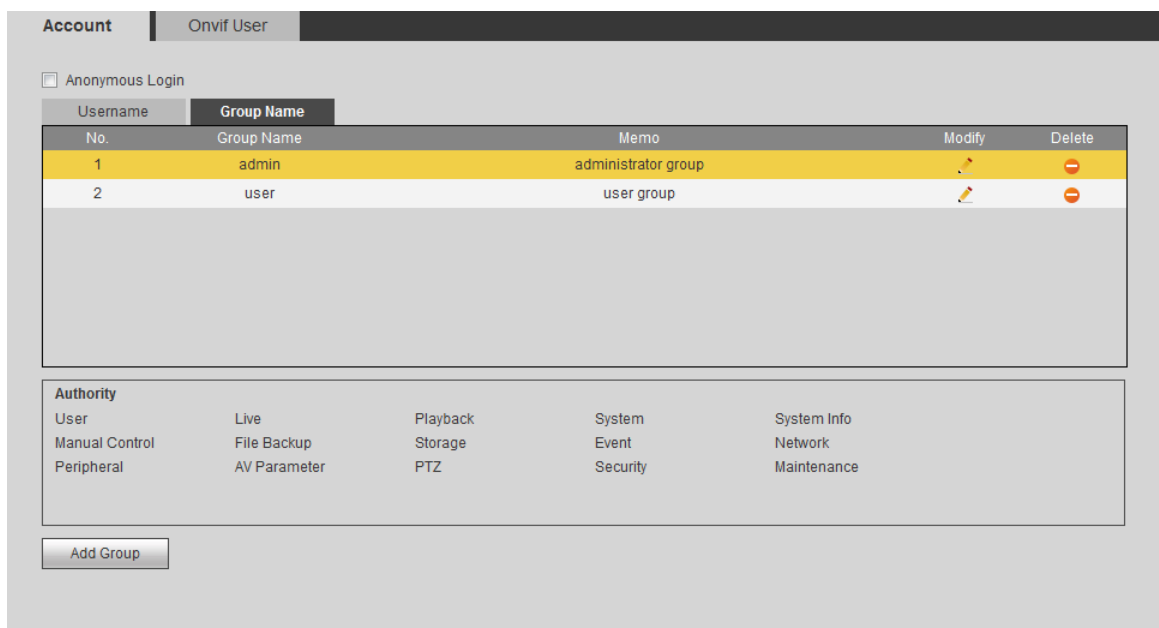 Account Onvif User
Anonymous Login
Username Group Name
No. Group Name Memo Modify Delete
1 admin administrator group
2 user user group
Authority
User Live Playback System System Info
Manual Control File Backup Storage Event Network
Peripheral AV Parameter PTZ Security Maintenance
Add Group